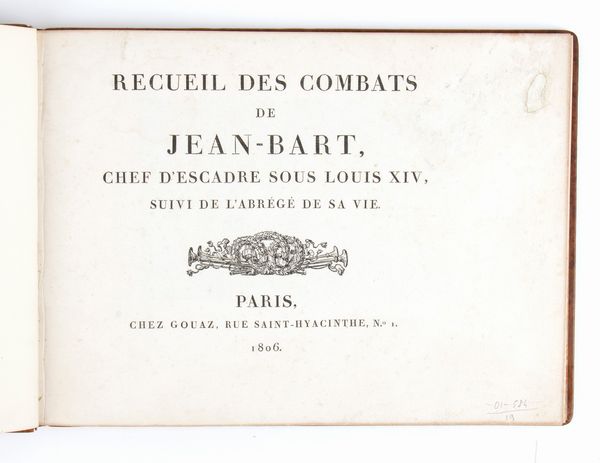 RECUEIL DES COMBATS
DE
JEAN-BART,
CHEF D'ESCADRE SOUS LOUIS XIV,
SUIVI DE L'ABRÉGÉ DE SA VIE.
PARIS,
CHEZ GOUAZ, RUE SAINT-HYACINTHE, N.º 1.
1806.
19